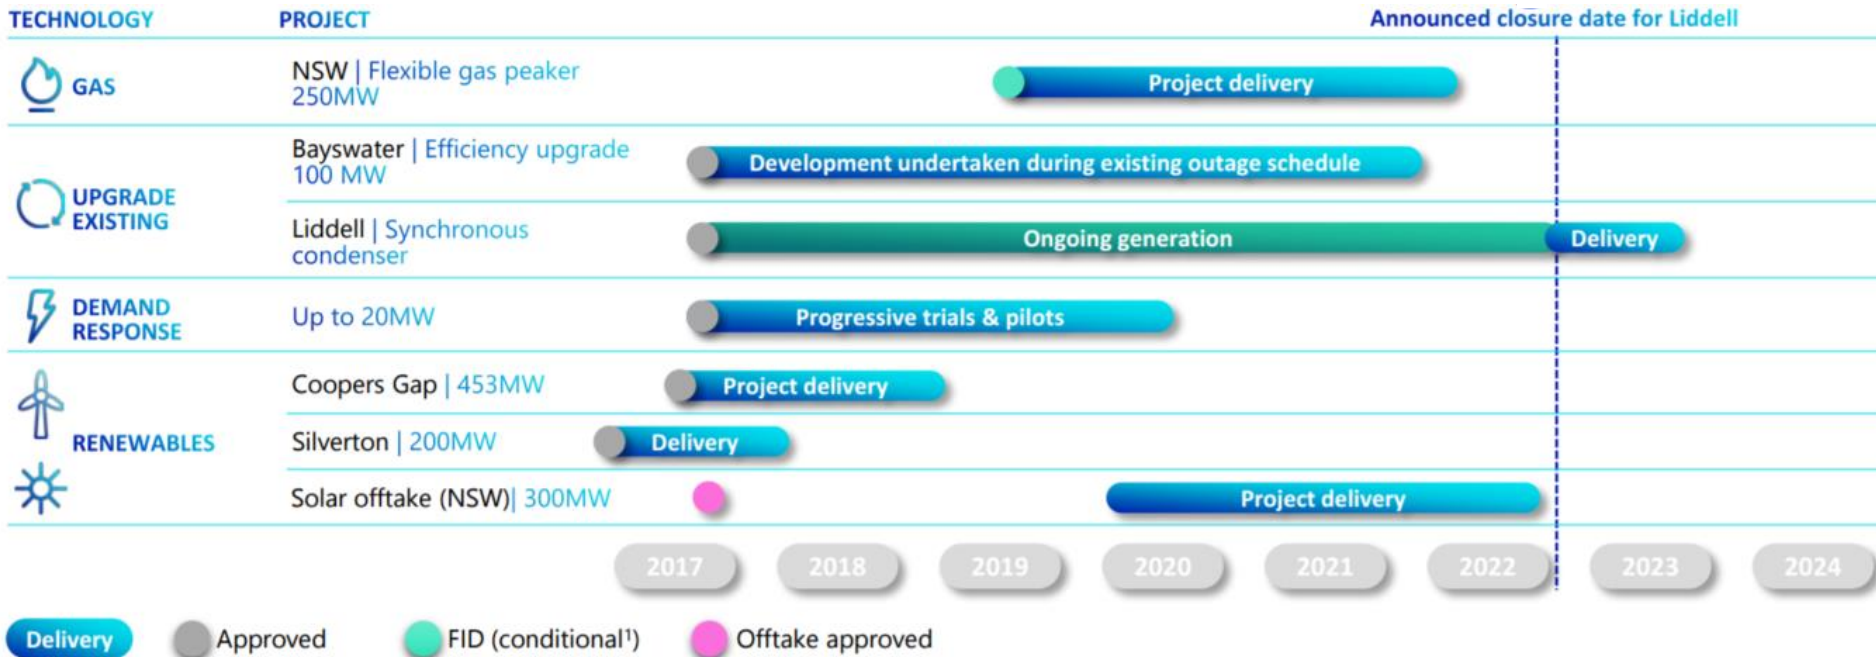 TECHNOLOGY PROJECT Announced closure date for Liddell
GAS
NSW | Flexible gas peaker
250MW
Project delivery
UPGRADE
EXISTING
Bayswater | Efficiency upgrade
100 MW
Development undertaken during existing outage schedule
Liddell | Synchronous
condenser
Ongoing generation
Delivery
DEMAND
RESPONSE
Up to 20MW
Progressive trials & pilots
RENEWABLES
Coopers Gap | 453MW
Project delivery
Silverton | 200MW
Delivery
Solar offtake (NSW)| 300MW
Project delivery
2017 2018 2019 2020 2021 2022 2023 2024
Delivery Approved FID (conditional¹) Offtake approved